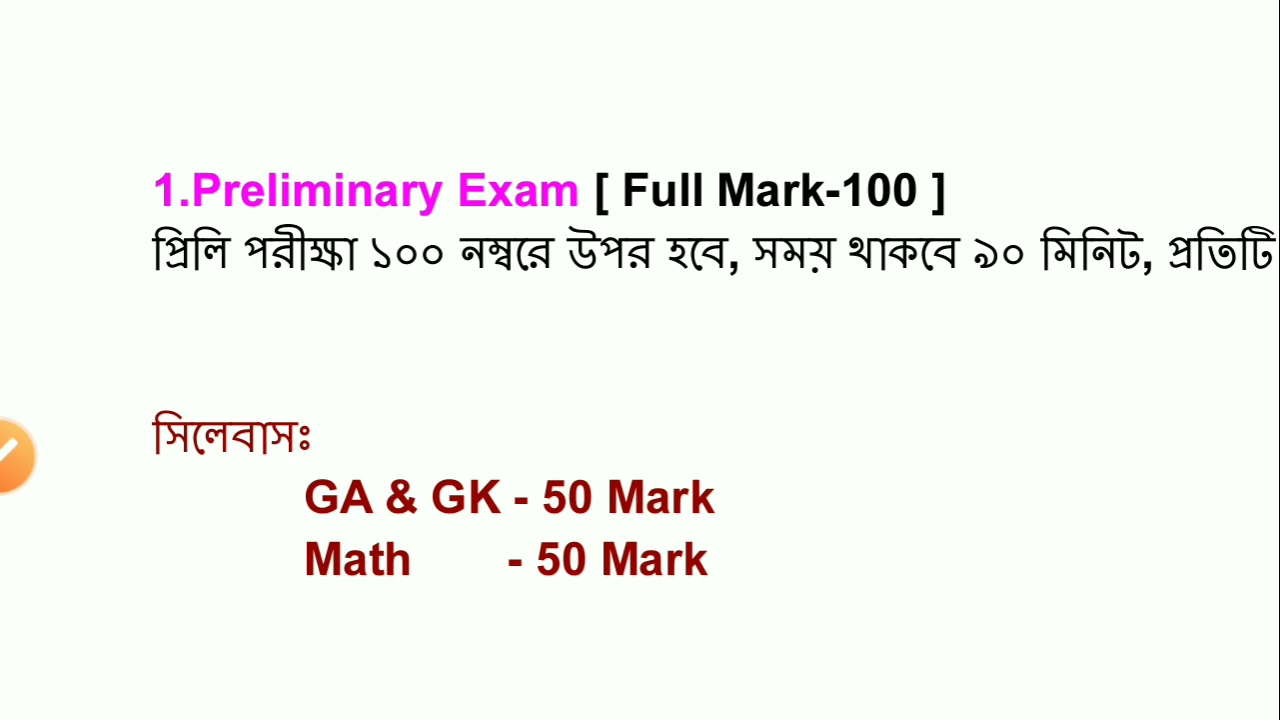 1.Preliminary Exam [ Full Mark-100 ]
প্রিলি পরীক্ষা ১০০ নম্বরে উপর হবে, সময় থাকবে ৯০ মিনিট, প্রতিটি
সিলেবাসঃ
GA & GK - 50 Mark
Math - 50 Mark